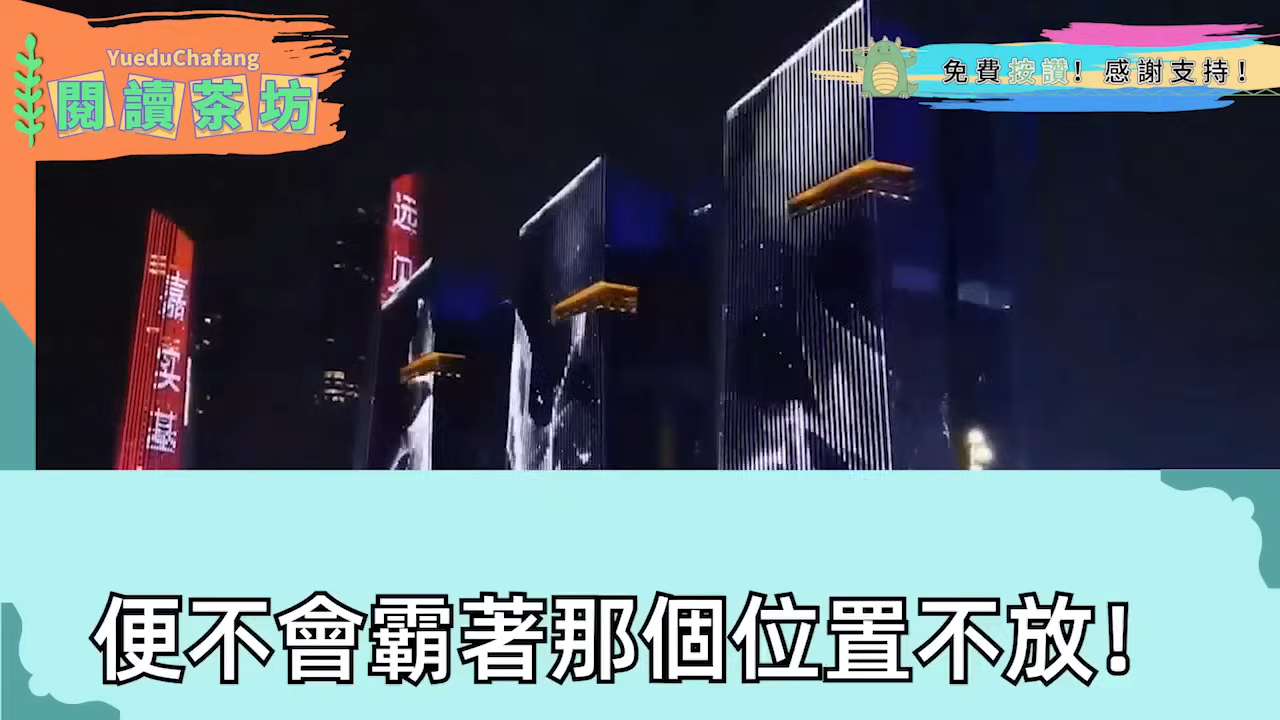 YueduChafang
閱讀茶坊
免費按讚！感謝支持！
远见
嘉实基
便不會霸著那個位置不放！